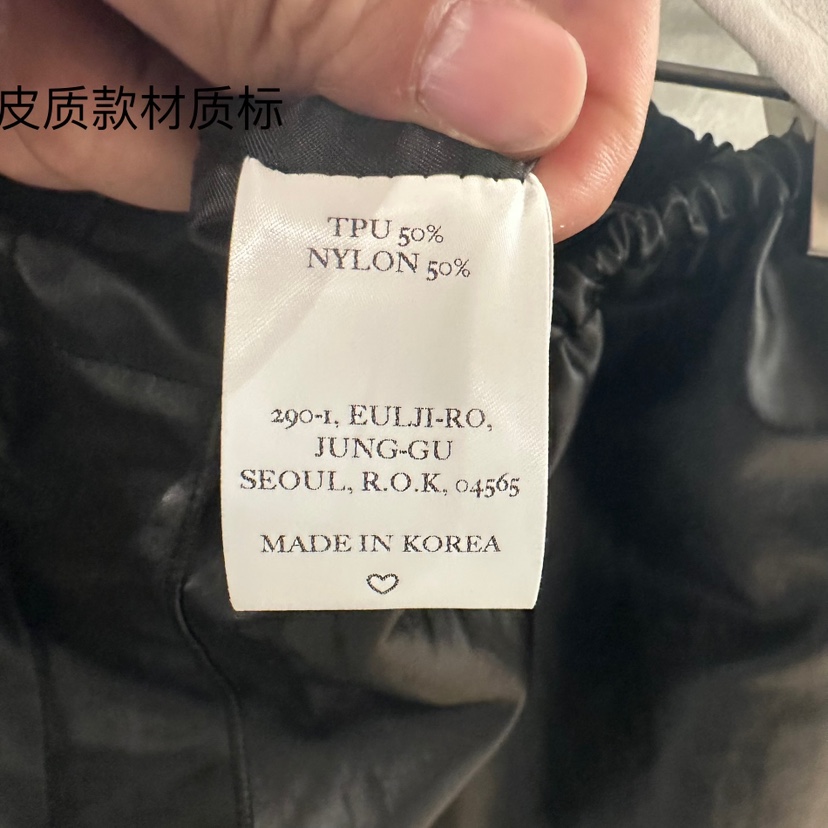 皮质款材质标
TPU 50%
NYLON 50%
290-1, EULJI-RO,
JUNG-GU
SEOUL, R.O.K, 04565
MADE IN KOREA